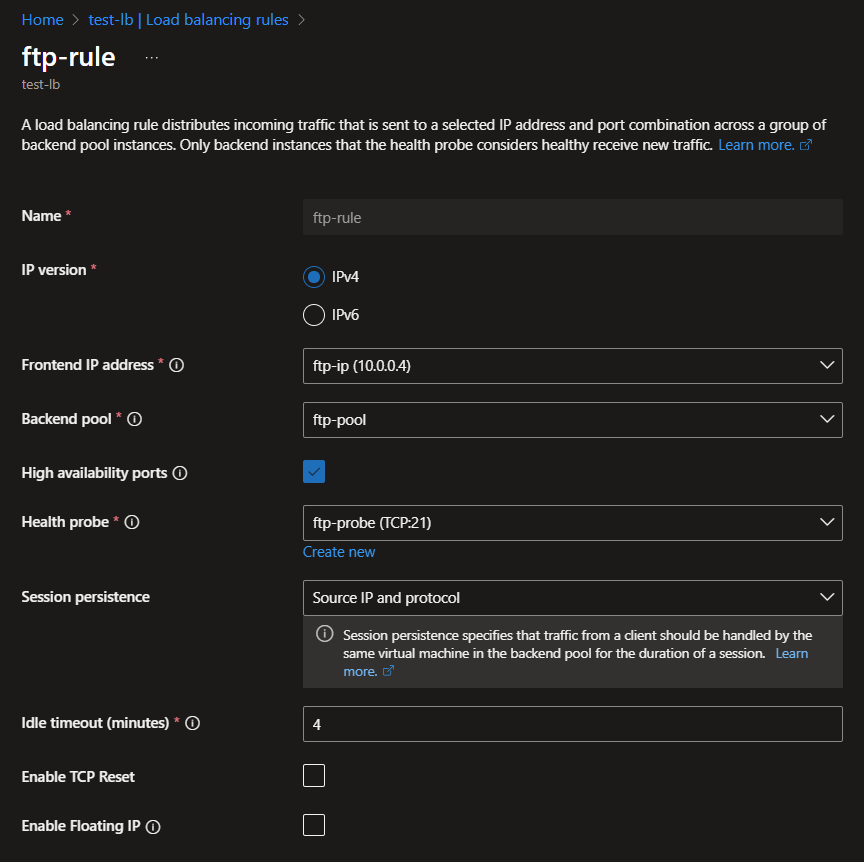 Home > test-lb | Load balancing rules >
ftp-rule ...
test-lb
A load balancing rule distributes incoming traffic that is sent to a selected IP address and port combination across a group of
backend pool instances. Only backend instances that the health probe considers healthy receive new traffic. Learn more.
Name * ftp-rule
IP version * IPv4
IPv6
Frontend IP address * ftp-ip (10.0.0.4)
Backend pool * ftp-pool
High availability ports
Health probe * ftp-probe (TCP:21)
Create new
Session persistence Source IP and protocol
Session persistence specifies that traffic from a client should be handled by the
same virtual machine in the backend pool for the duration of a session. Learn
more.
Idle timeout (minutes) * 4
Enable TCP Reset
Enable Floating IP